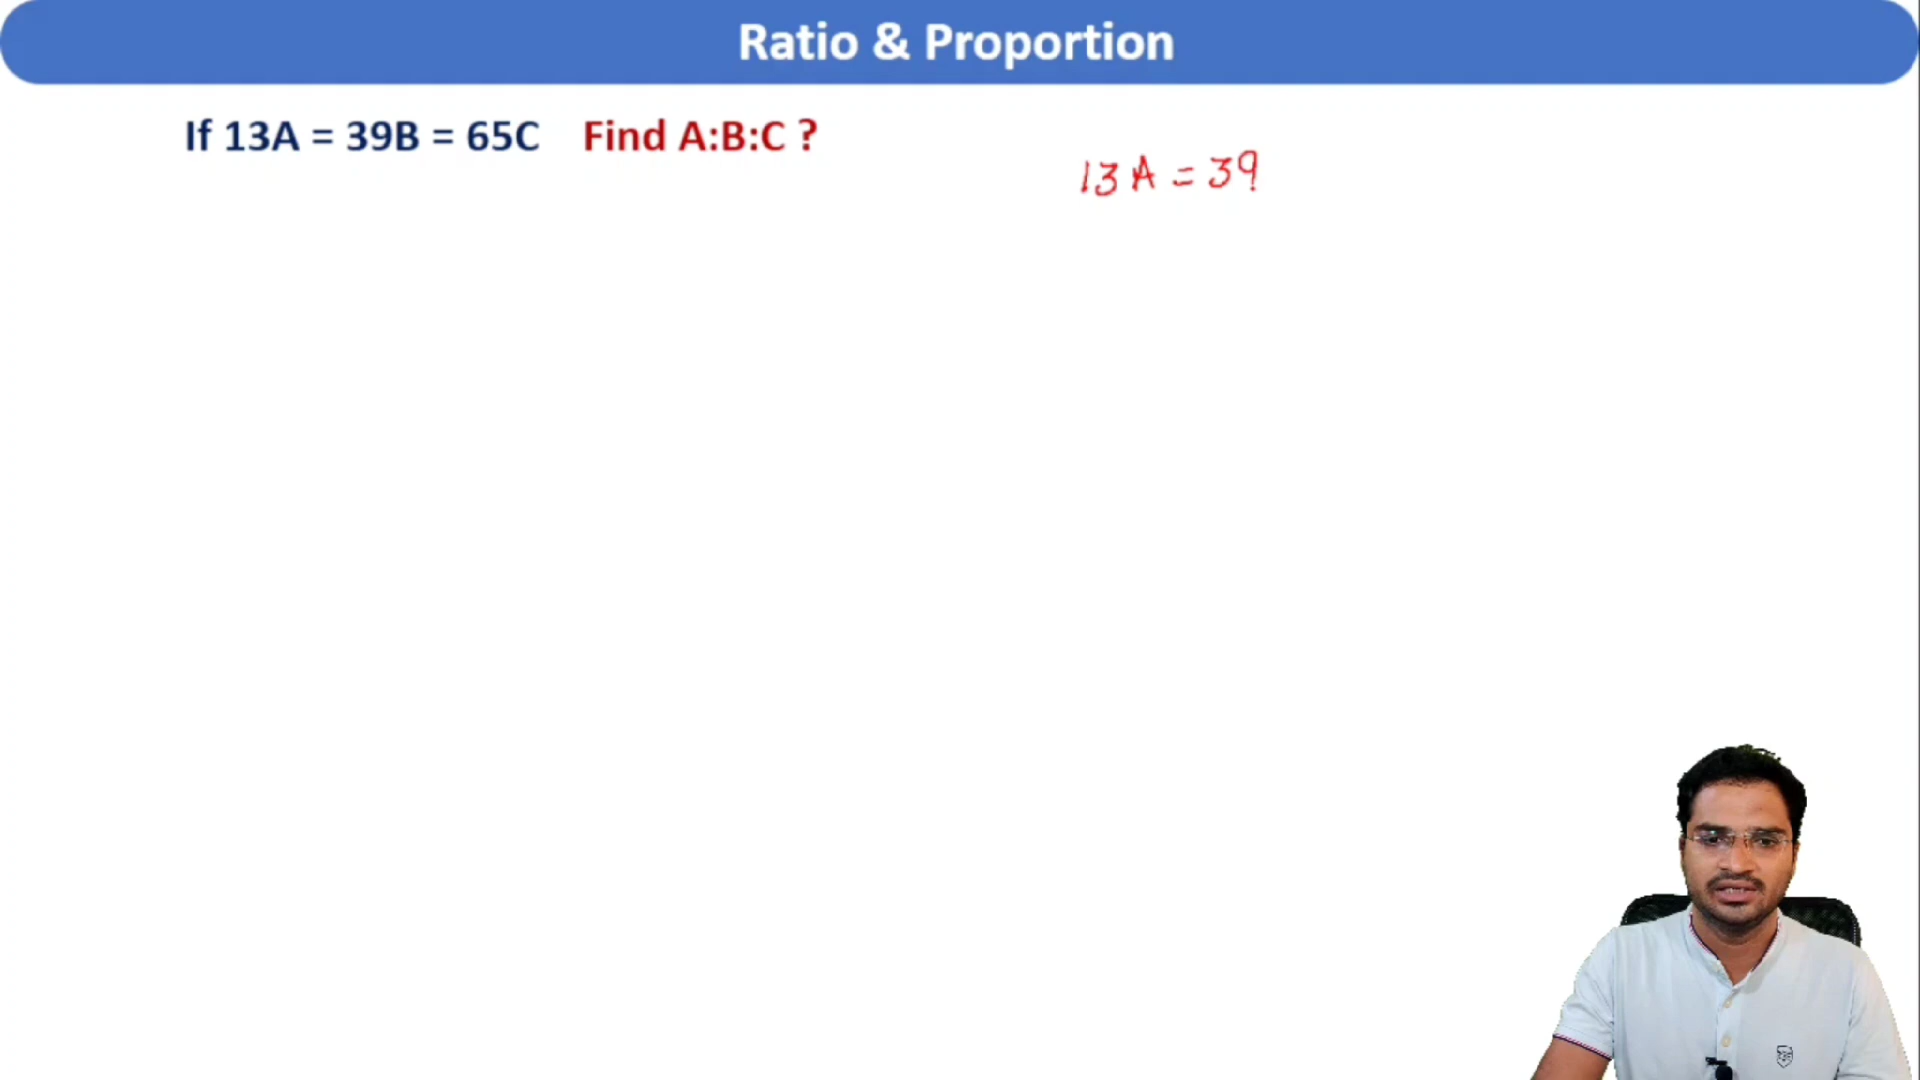 Ratio & Proportion
If 13A = 39B = 65C Find A:B:C ?
13A = 39